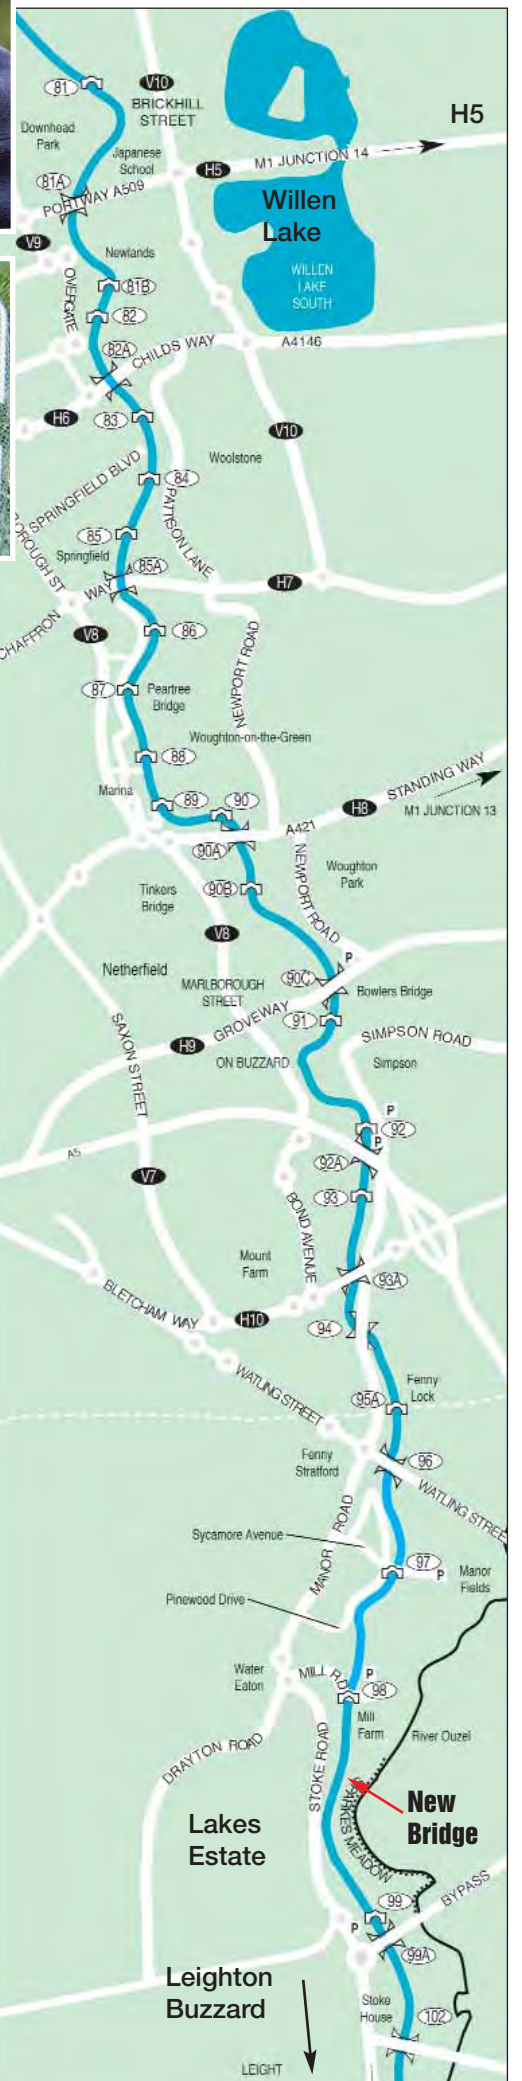 81
V10
BRICKHILL
STREET
H5
Downhead
Park
Japanese
School
M1 JUNCTION 14
H5
81A
PORTWAY A509
Willen
Lake
V9
Newlands
WILLEN
LAKE
SOUTH
OVERGATE
81B
82
82A
CHILDS WAY
A4146
H6
83
V10
Woolstone
SPRINGFIELD BLVD
84
PATTISON LANE
OROUGH ST
85
Springfield
85A
WAY
H7
CHAFFRON
V8
86
NEWPORT ROAD
87
Peartree
Bridge
Woughton-on-the-Green
88
STANDING WAY
Marina
89
90
H8
M1 JUNCTION 13
A421
90A
NEWPORT ROAD
Woughton
Park
Tinkers
Bridge
90B
V8
P
Netherfield
90C
MARLBOROUGH
STREET
Bowlers Bridge
GROVEWAY
91
SAXON STREET
H9
SIMPSON ROAD
ON BUZZARD
Simpson
P
92
P
A5
92A
V7
93
BOND AVENUE
Mount
Farm
93A
BLETCHAM WAY
H10
94
WATLING STREET
Fenny
Lock
95A
Fenny
Stratford
96
WATLING STREET
MANOR ROAD
Sycamore Avenue
97
P
Manor
Fields
Pinewood Drive
Water
Eaton
MILL RD
P
98
Mill
Farm
River Ouzel
DRAYTON ROAD
STOKE ROAD
SPARKES MEADOW
New
Bridge
Lakes
Estate
BYPASS
99
P
99A
Leighton
Buzzard
Stoke
House
102
LEIGHT